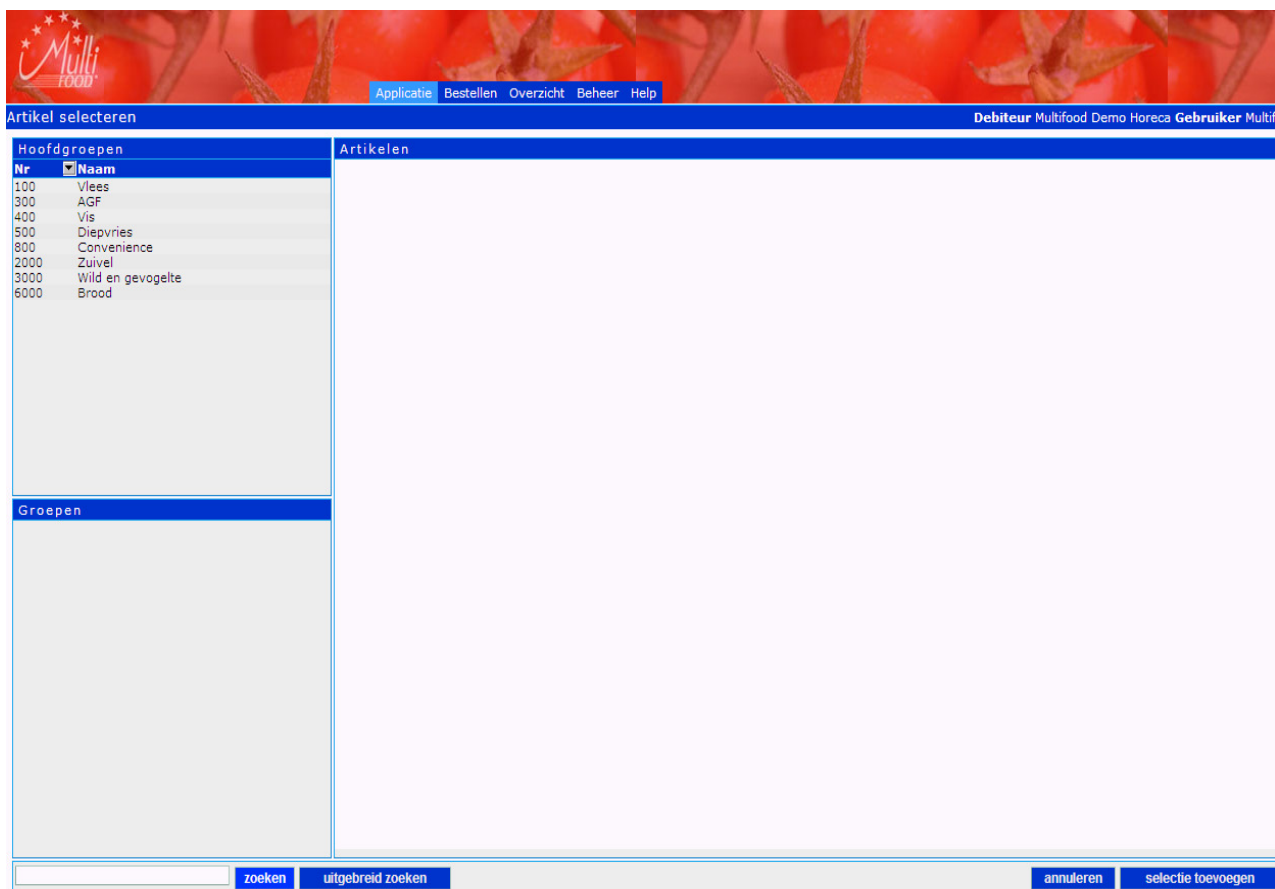 Multi
FOOD
Applicatie Bestellen Overzicht Beheer Help
Artikel selecteren
Debiteur Multifood Demo Horeca Gebruiker Multif
Hoofdgroepen
Nr Naam
100 Vlees
300 AGF
400 Vis
500 Diepvries
800 Convenience
2000 Zuivel
3000 Wild en gevogelte
6000 Brood
Groepen
Artikelen
zoeken uitgebreid zoeken annuleren selectie toevoegen